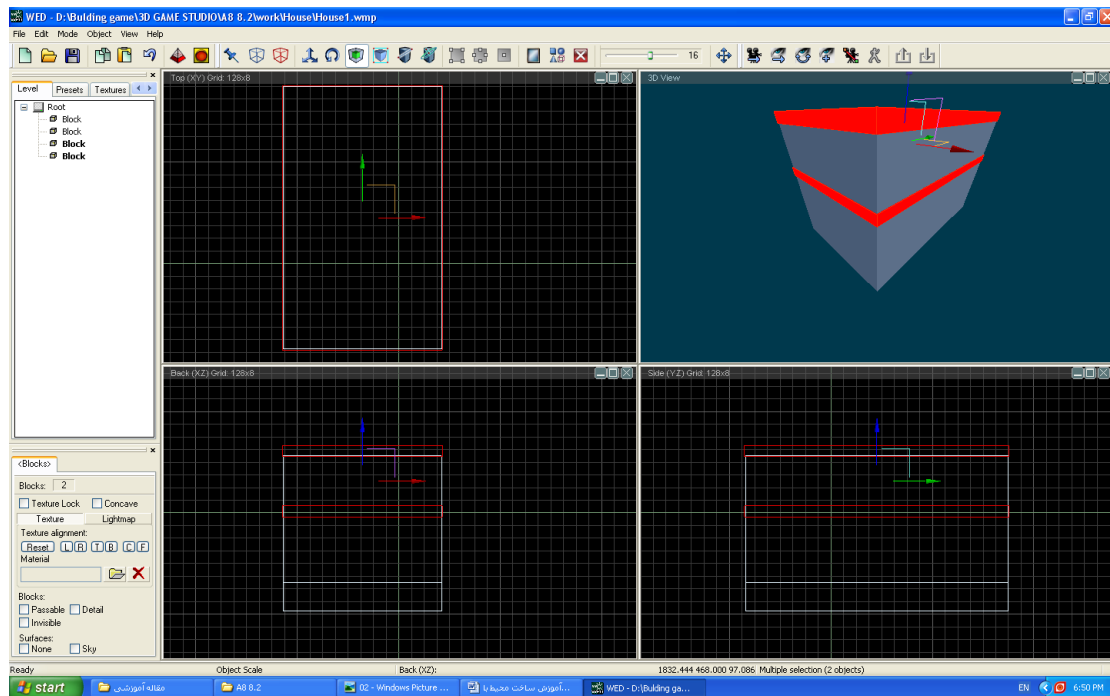 WED - D:\Bulding game\3D GAME STUDIO\A8 8.2\work\House\House1.wmp
File Edit Mode Object View Help
16
Level Presets Textures
Root
Block
Block
Block
Block
Top (XY) Grid: 128x8
3D View
Back (XZ) Grid: 128x8
Side (YZ) Grid: 128x8
<Blocks>
Blocks: 2
Texture Lock Concave
Texture Lightmap
Texture alignment:
Reset L R T B C F
Material
Blocks:
Passable Detail
Invisible
Surfaces:
None Sky
Ready Object Scale Back (XZ): 1832.444 468.000 97.086 Multiple selection (2 objects)
start مقاله آموزشی A8 8.2 02 - Windows Picture ... آموزش ساخت محیط با... WED - D:\Bulding ga... EN 6:50 PM